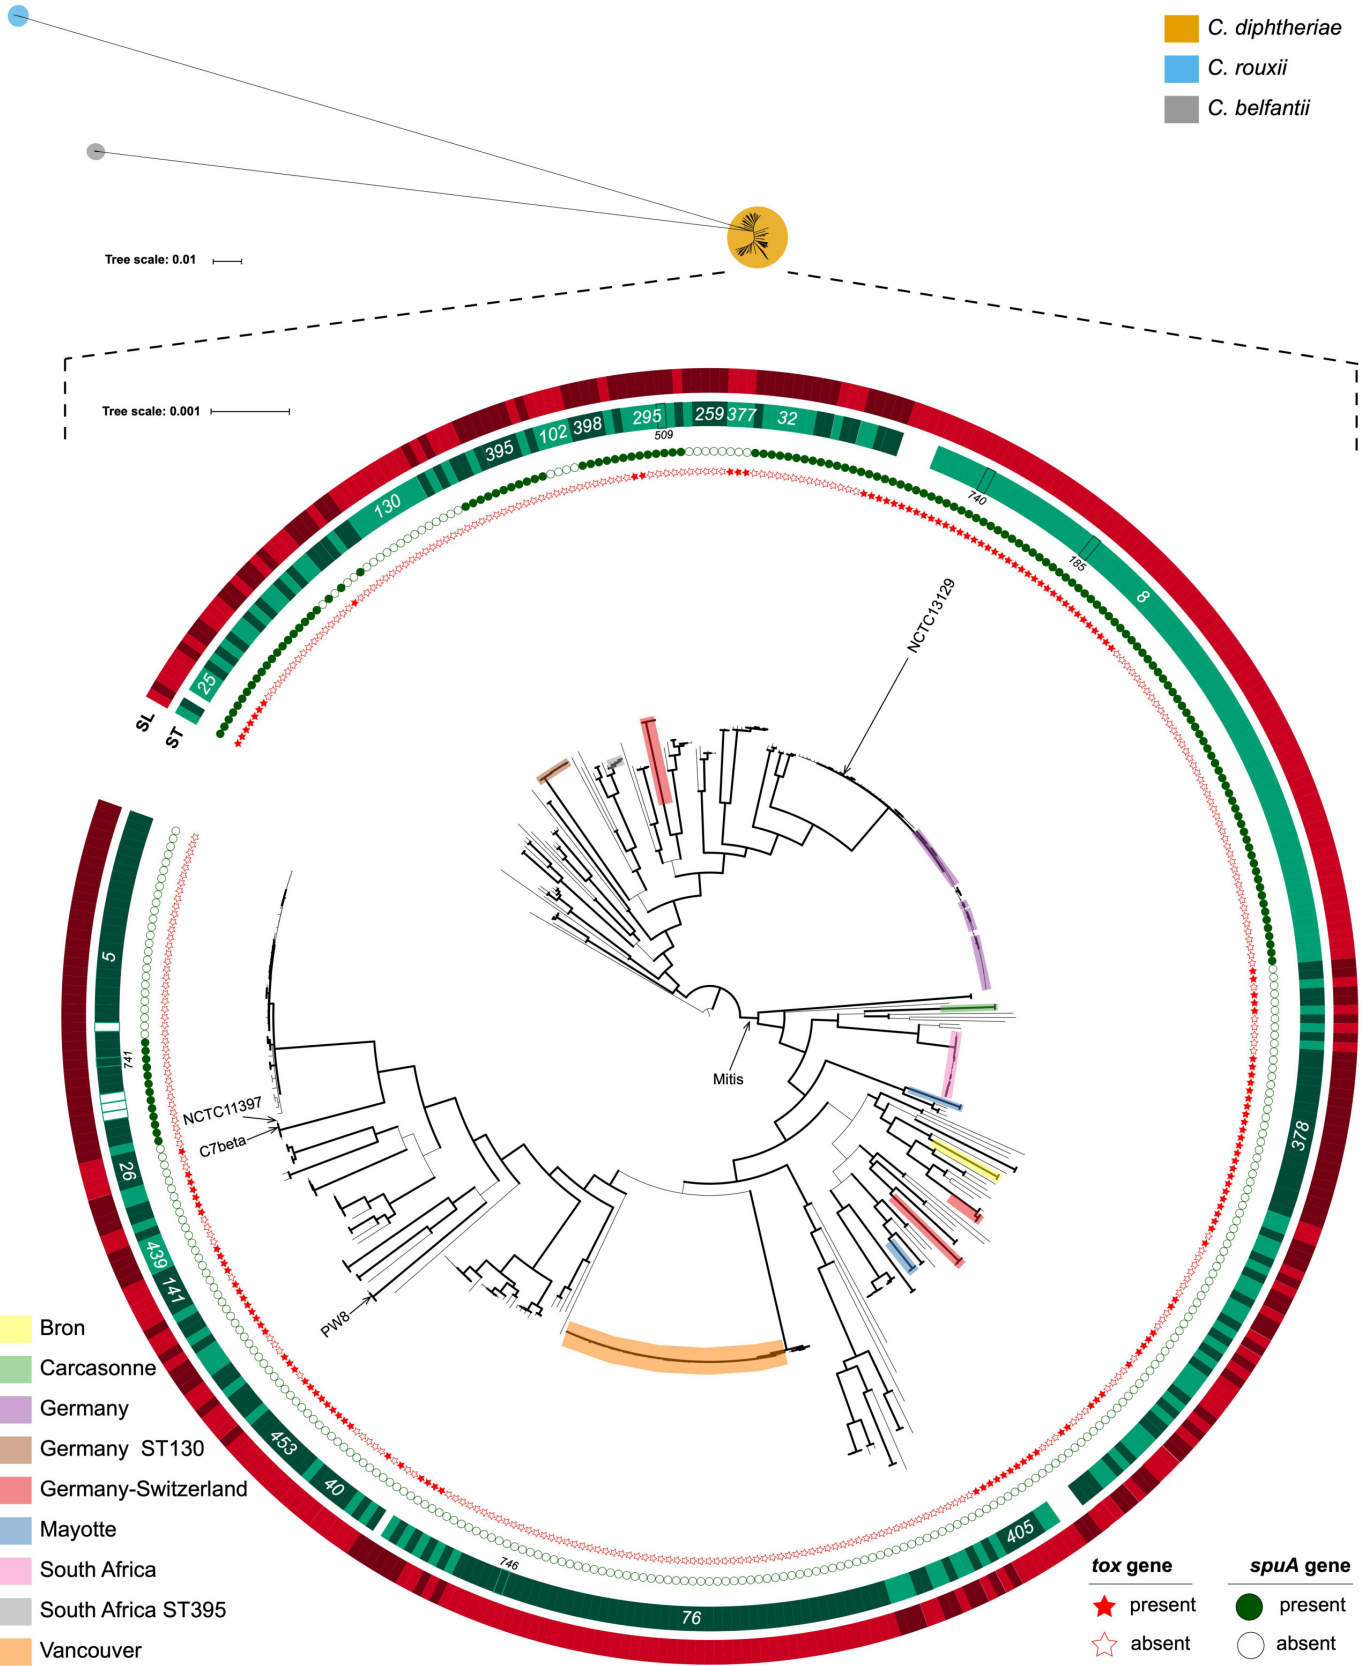 C. diphtheriae
C. rouxii
C. belfantii
Tree scale: 0.01
Tree scale: 0.001
SL
ST
25
130
395
102
398
295
509
259
377
32
740
185
8
378
405
76
746
40
453
141
439
26
741
5
NCTC13129
Mitis
NCTC11397
C7beta
PW8
Bron
Carcasonne
Germany
Germany ST130
Germany-Switzerland
Mayotte
South Africa
South Africa ST395
Vancouver
tox gene
present
absent
spuA gene
present
absent